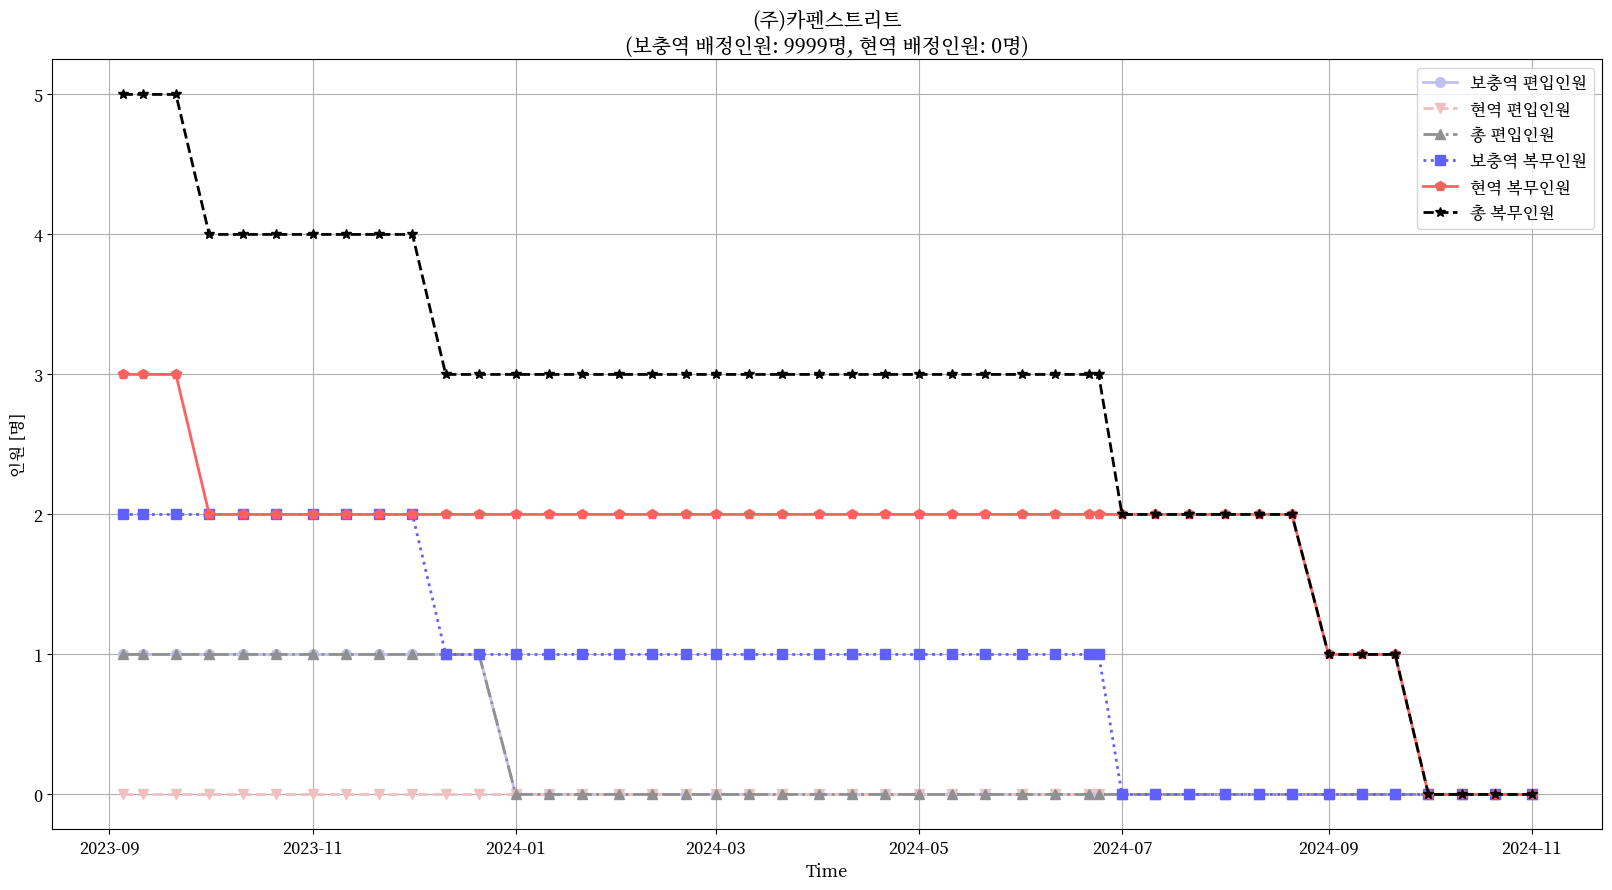 (주)카펜스트리트
(보충역 배정인원: 9999명, 현역 배정인원: 0명)
보충역 편입인원
현역 편입인원
총 편입인원
보충역 복무인원
현역 복무인원
총 복무인원
인원 [명]
5
4
3
2
1
0
2023-09 2023-11 2024-01 2024-03 2024-05 2024-07 2024-09 2024-11
Time